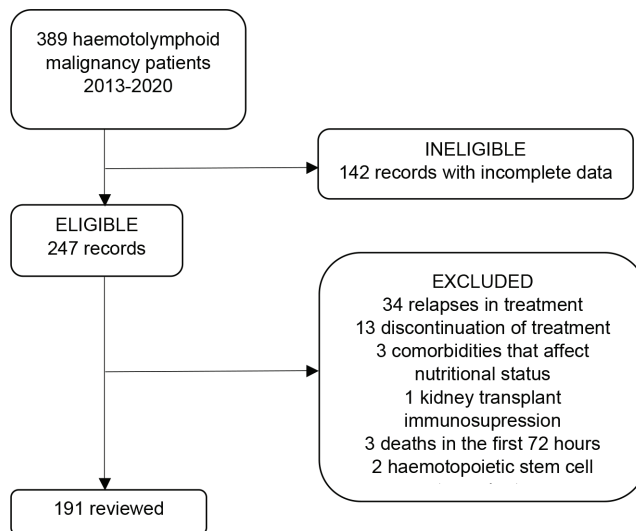 389 haemotolymphoid
malignancy patients
2013-2020
INELIGIBLE
142 records with incomplete data
ELIGIBLE
247 records
EXCLUDED
34 relapses in treatment
13 discontinuation of treatment
3 comorbidities that affect
nutritional status
1 kidney transplant
immunosupression
3 deaths in the first 72 hours
2 haemotopoietic stem cell
191 reviewed